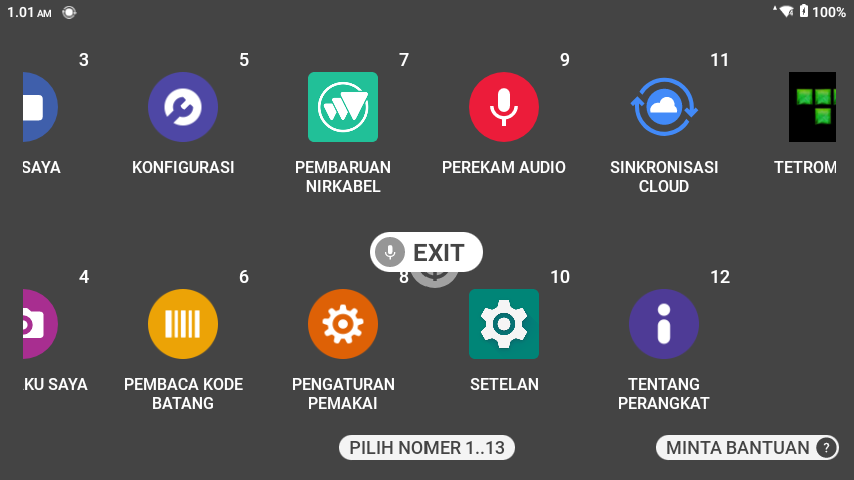 1.01 AM
100%
3
5
7
9
11
SAYA
KONFIGURASI
PEMBARUAN
NIRKABEL
PEREKAM AUDIO
SINKRONISASI
CLOUD
TETROM
EXIT
4
6
8
10
12
KU SAYA
PEMBACA KODE
BATANG
PENGATURAN
PEMAKAI
SETELAN
TENTANG
PERANGKAT
PILIH NOMER 1..13
MINTA BANTUAN ?